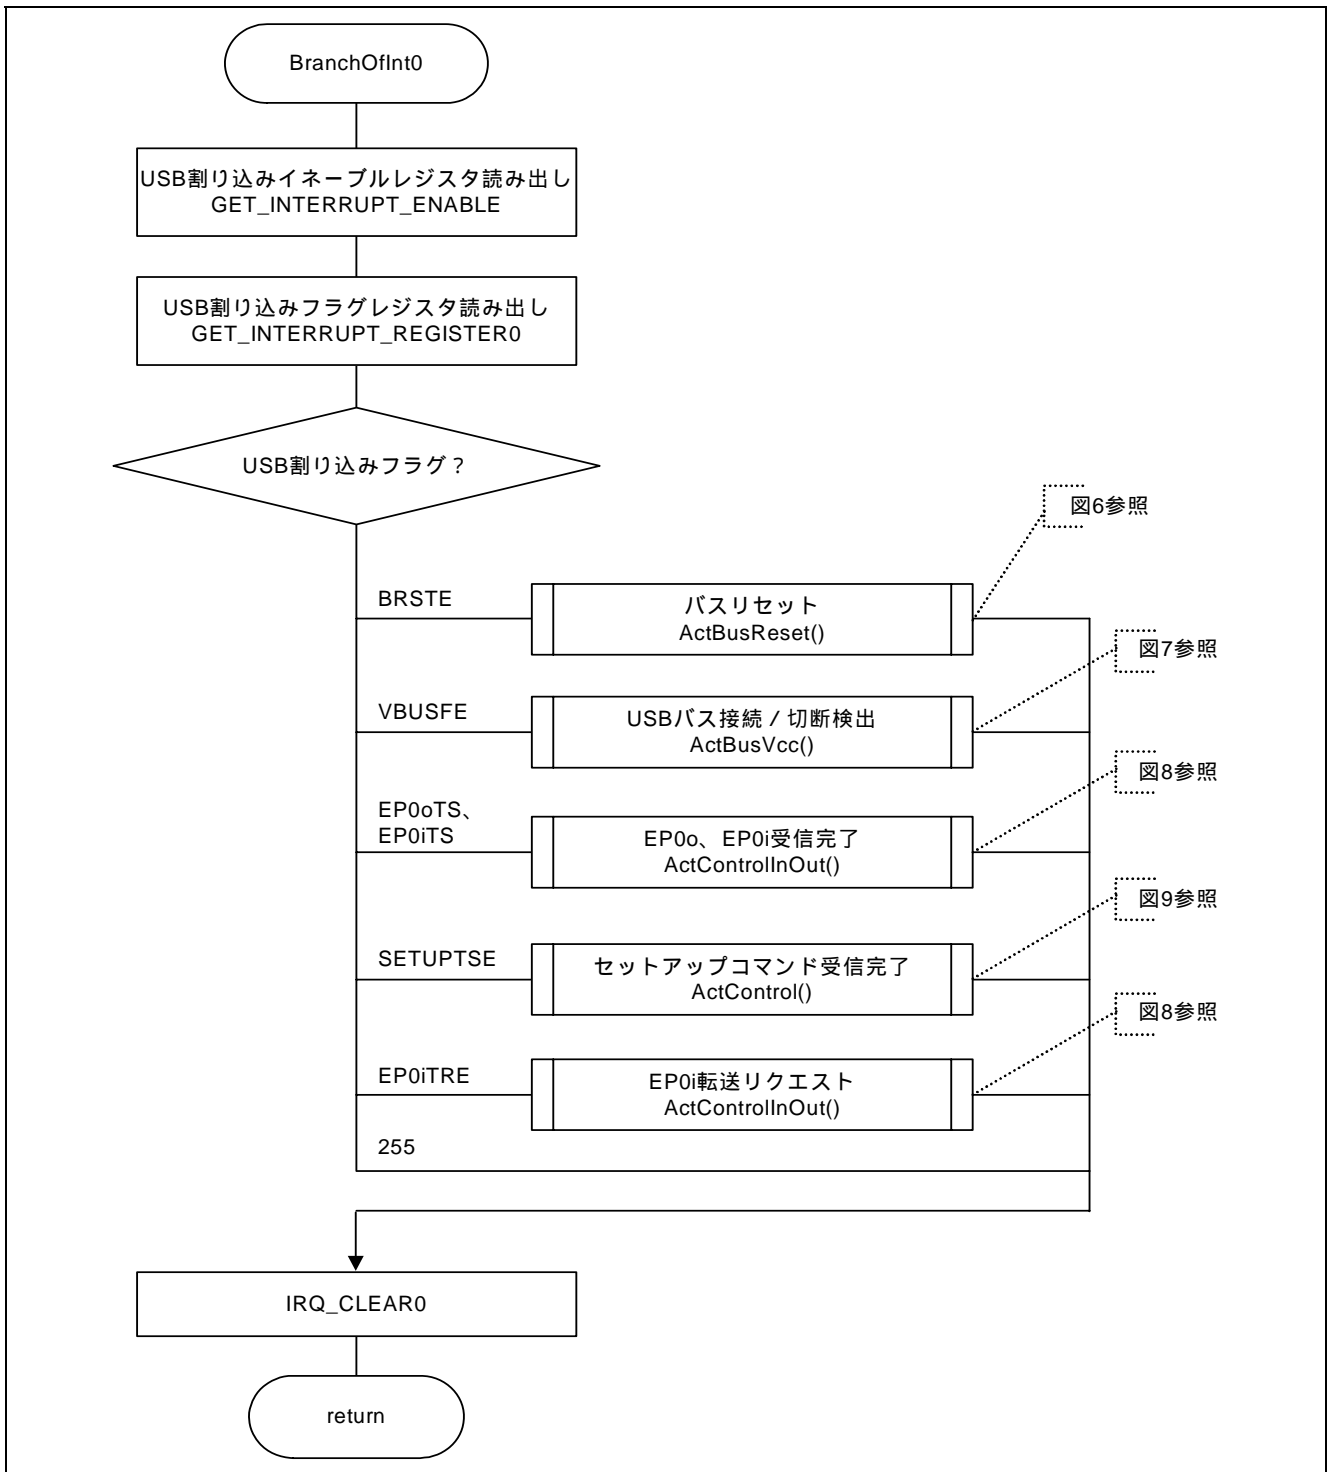 BranchOfInt0
USB割り込みイネーブルレジスタ読み出し
GET_INTERRUPT_ENABLE
USB割り込みフラグレジスタ読み出し
GET_INTERRUPT_REGISTER0
USB割り込みフラグ？
図6参照
BRSTE
バスリセット
ActBusReset()
図7参照
VBUSFE
USBバス接続／切断検出
ActBusVcc()
図8参照
EP0oTS、
EP0iTS
EP0o、EP0i受信完了
ActControlInOut()
図9参照
SETUPTSE
セットアップコマンド受信完了
ActControl()
図8参照
EP0iTRE
EP0i転送リクエスト
ActControlInOut()
255
IRQ_CLEAR0
return